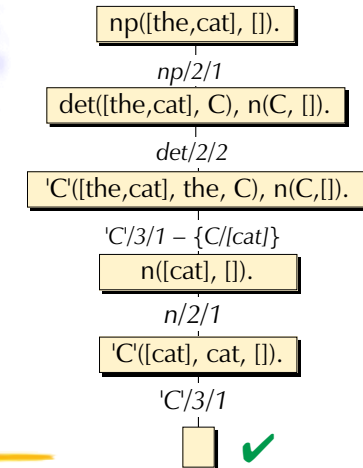 np([the,cat], []).
np/2/1
det([the,cat], C), n(C, []).
det/2/2
'C'([the,cat], the, C), n(C,[]).
'C'/3/1 – {C/[cat]}
n([cat], []).
n/2/1
'C'([cat], cat, []).
'C'/3/1